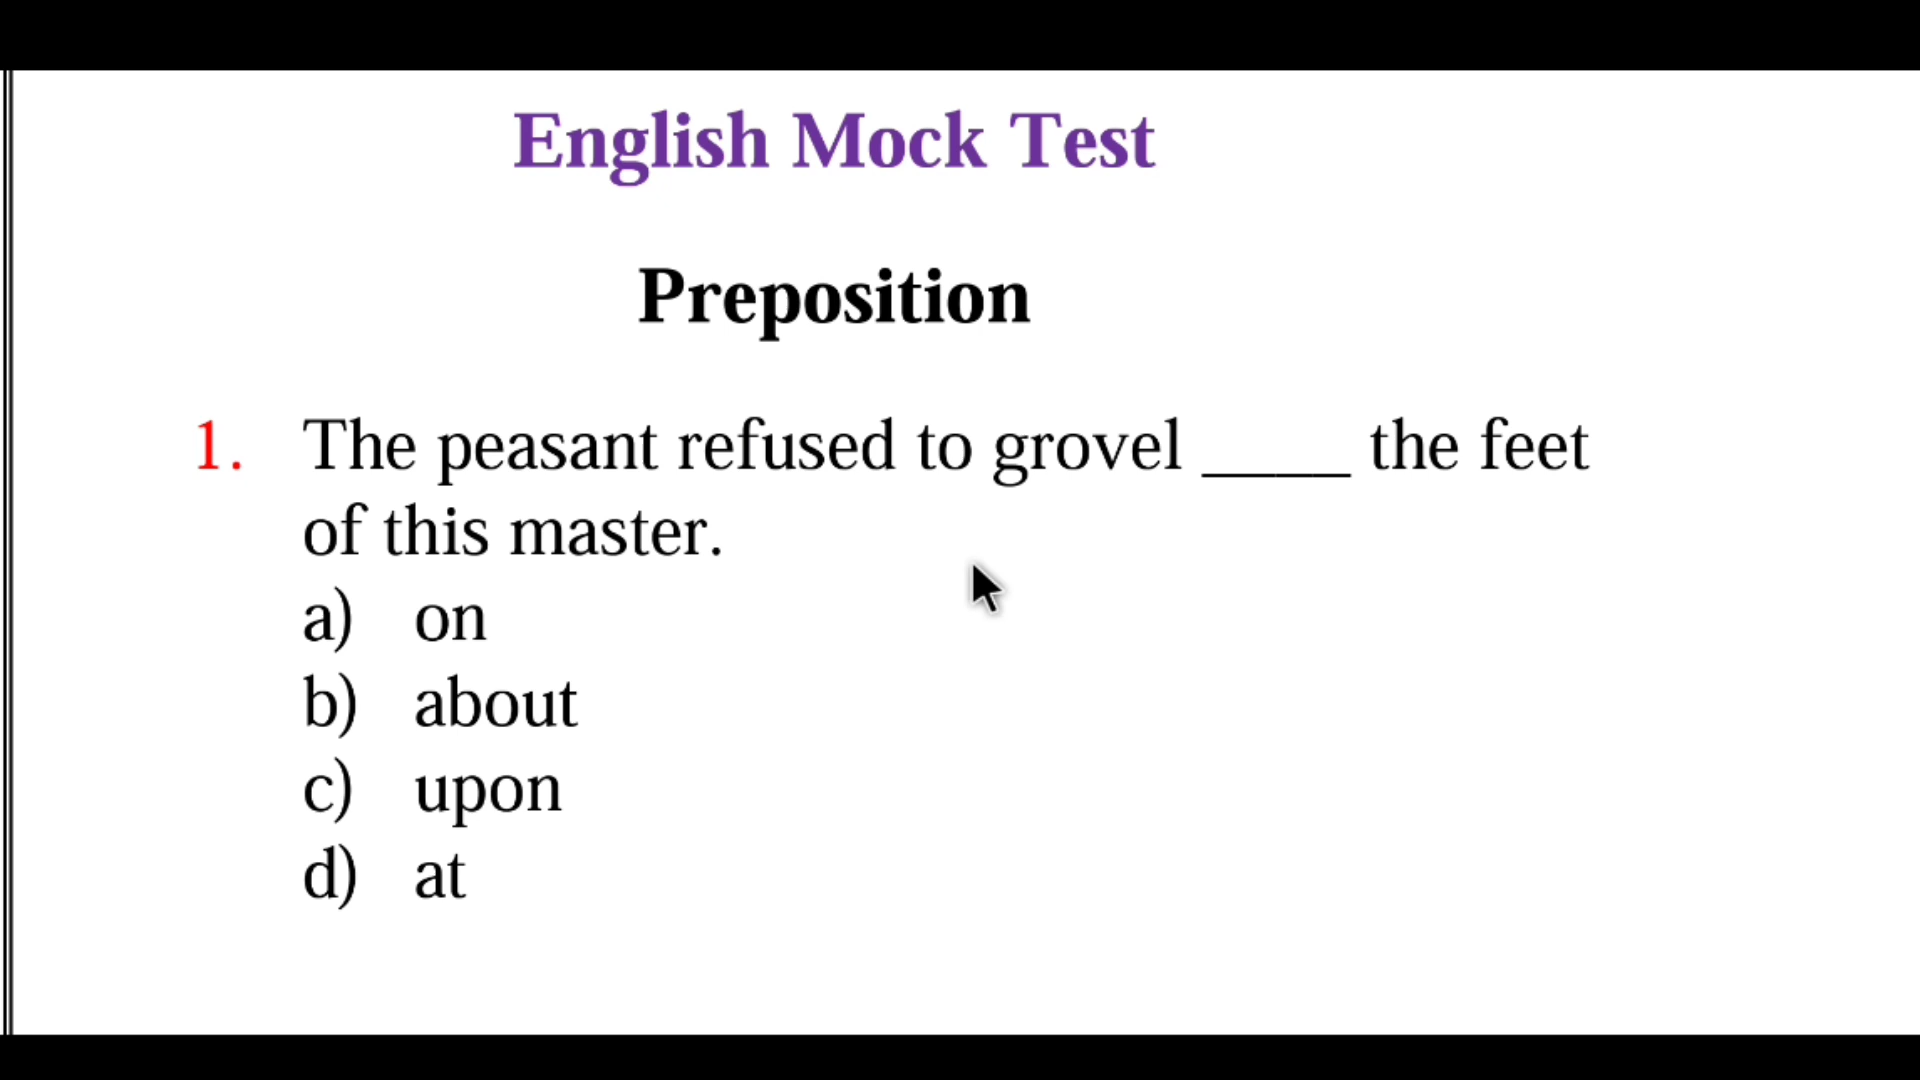 English Mock Test
Preposition
1. The peasant refused to grovel ____ the feet
of this master.
a) on
b) about
c) upon
d) at